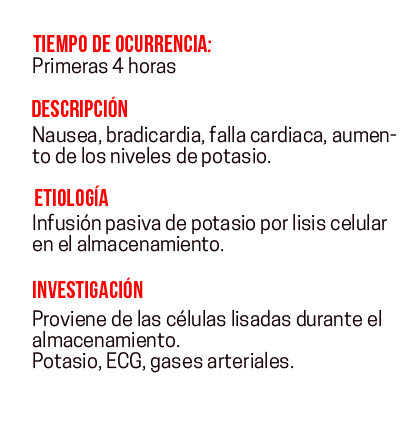 TIEMPO DE OCURRENCIA:
Primeras 4 horas
DESCRIPCIÓN
Nausea, bradicardia, falla cardiaca, aumen-
to de los niveles de potasio.
ETIOLOGÍA
Infusión pasiva de potasio por lisis celular
en el almacenamiento.
INVESTIGACIÓN
Proviene de las células lisadas durante el
almacenamiento.
Potasio, ECG, gases arteriales.